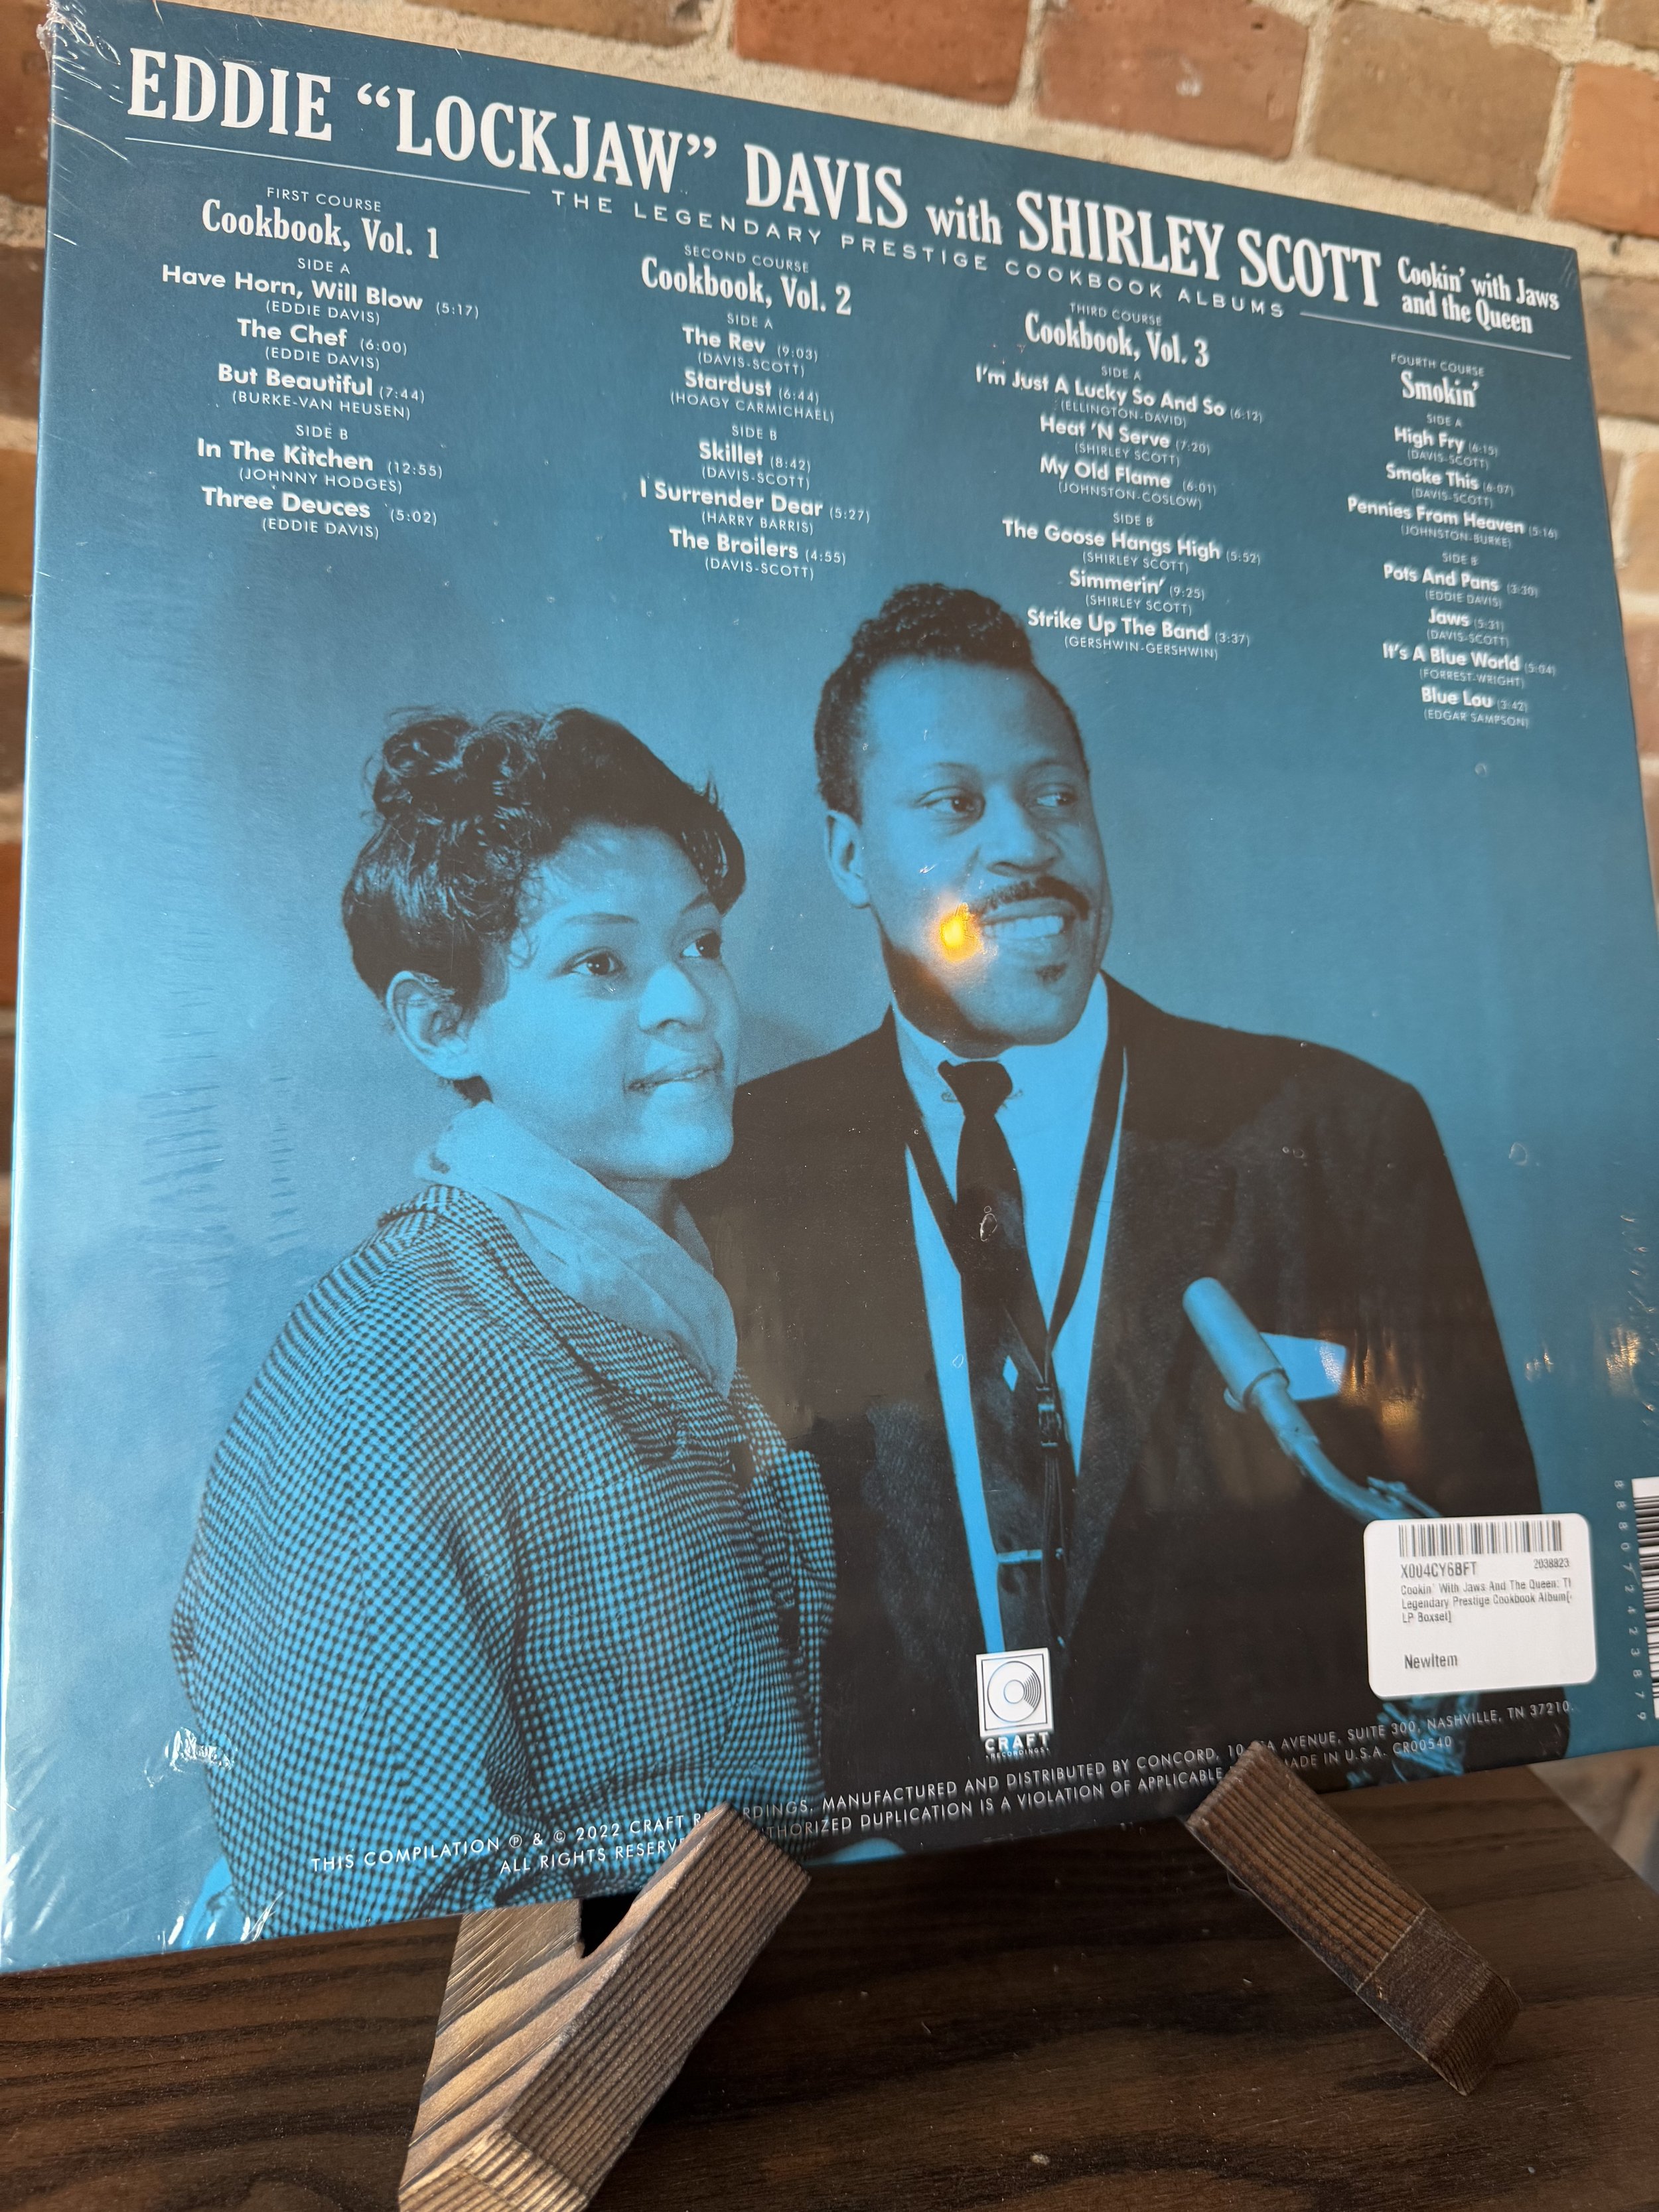 EDDIE “LOCKJAW” DAVIS with SHIRLEY SCOTT
Cookin’ with Jaws
and the Queen
THE LEGENDARY PRESTIGE COOKBOOK ALBUMS
FIRST COURSE
Cookbook, Vol. 1
SIDE A
Have Horn, Will Blow (5:17)
(EDDIE DAVIS)
The Chef (6:00)
(EDDIE DAVIS)
But Beautiful (7:44)
(BURKE-VAN HEUSEN)
SIDE B
In The Kitchen (12:55)
(JOHNNY HODGES)
Three Deuces (5:02)
(EDDIE DAVIS)
SECOND COURSE
Cookbook, Vol. 2
SIDE A
The Rev (9:03)
(DAVIS-SCOTT)
Stardust (6:44)
(HOAGY CARMICHAEL)
SIDE B
Skillet (8:42)
(DAVIS-SCOTT)
I Surrender Dear (5:27)
(HARRY BARRIS)
The Broilers (4:55)
(DAVIS-SCOTT)
THIRD COURSE
Cookbook, Vol. 3
SIDE A
I’m Just A Lucky So And So (6:12)
(ELLINGTON-DAVID)
Heat ’N Serve (7:20)
(SHIRLEY SCOTT)
My Old Flame (6:01)
(JOHNSTON-COSLOW)
SIDE B
The Goose Hangs High (5:52)
(SHIRLEY SCOTT)
Simmerin’ (9:25)
(SHIRLEY SCOTT)
Strike Up The Band (3:37)
(GERSHWIN-GERSHWIN)
FOURTH COURSE
Smokin’
SIDE A
High Fry (6:15)
(DAVIS-SCOTT)
Smoke This (6:07)
(DAVIS-SCOTT)
Pennies From Heaven (5:16)
(JOHNSTON-BURKE)
SIDE B
Pots And Pans (3:30)
(EDDIE DAVIS)
Jaws (5:31)
(DAVIS-SCOTT)
It’s A Blue World (5:04)
(FORREST-WRIGHT)
Blue Lou (3:42)
(EDGAR SAMPSON)
X004CY6BFT 2038823
Cookin’ With Jaws And The Queen: Th
Legendary Prestige Cookbook Album[
LP Boxset]
NewItem
8 88072 42387 9
CRAFT
RECORDINGS
THIS COMPILATION ℗ & © 2022 CRAFT RDINGS, MANUFACTURED AND DISTRIBUTED BY CONCORD, 10 AVENUE, SUITE 300, NASHVILLE, TN 37210.
ALL RIGHTS RESERVE THORIZED DUPLICATION IS A VIOLATION OF APPLICABLE MADE IN U.S.A. CR00540